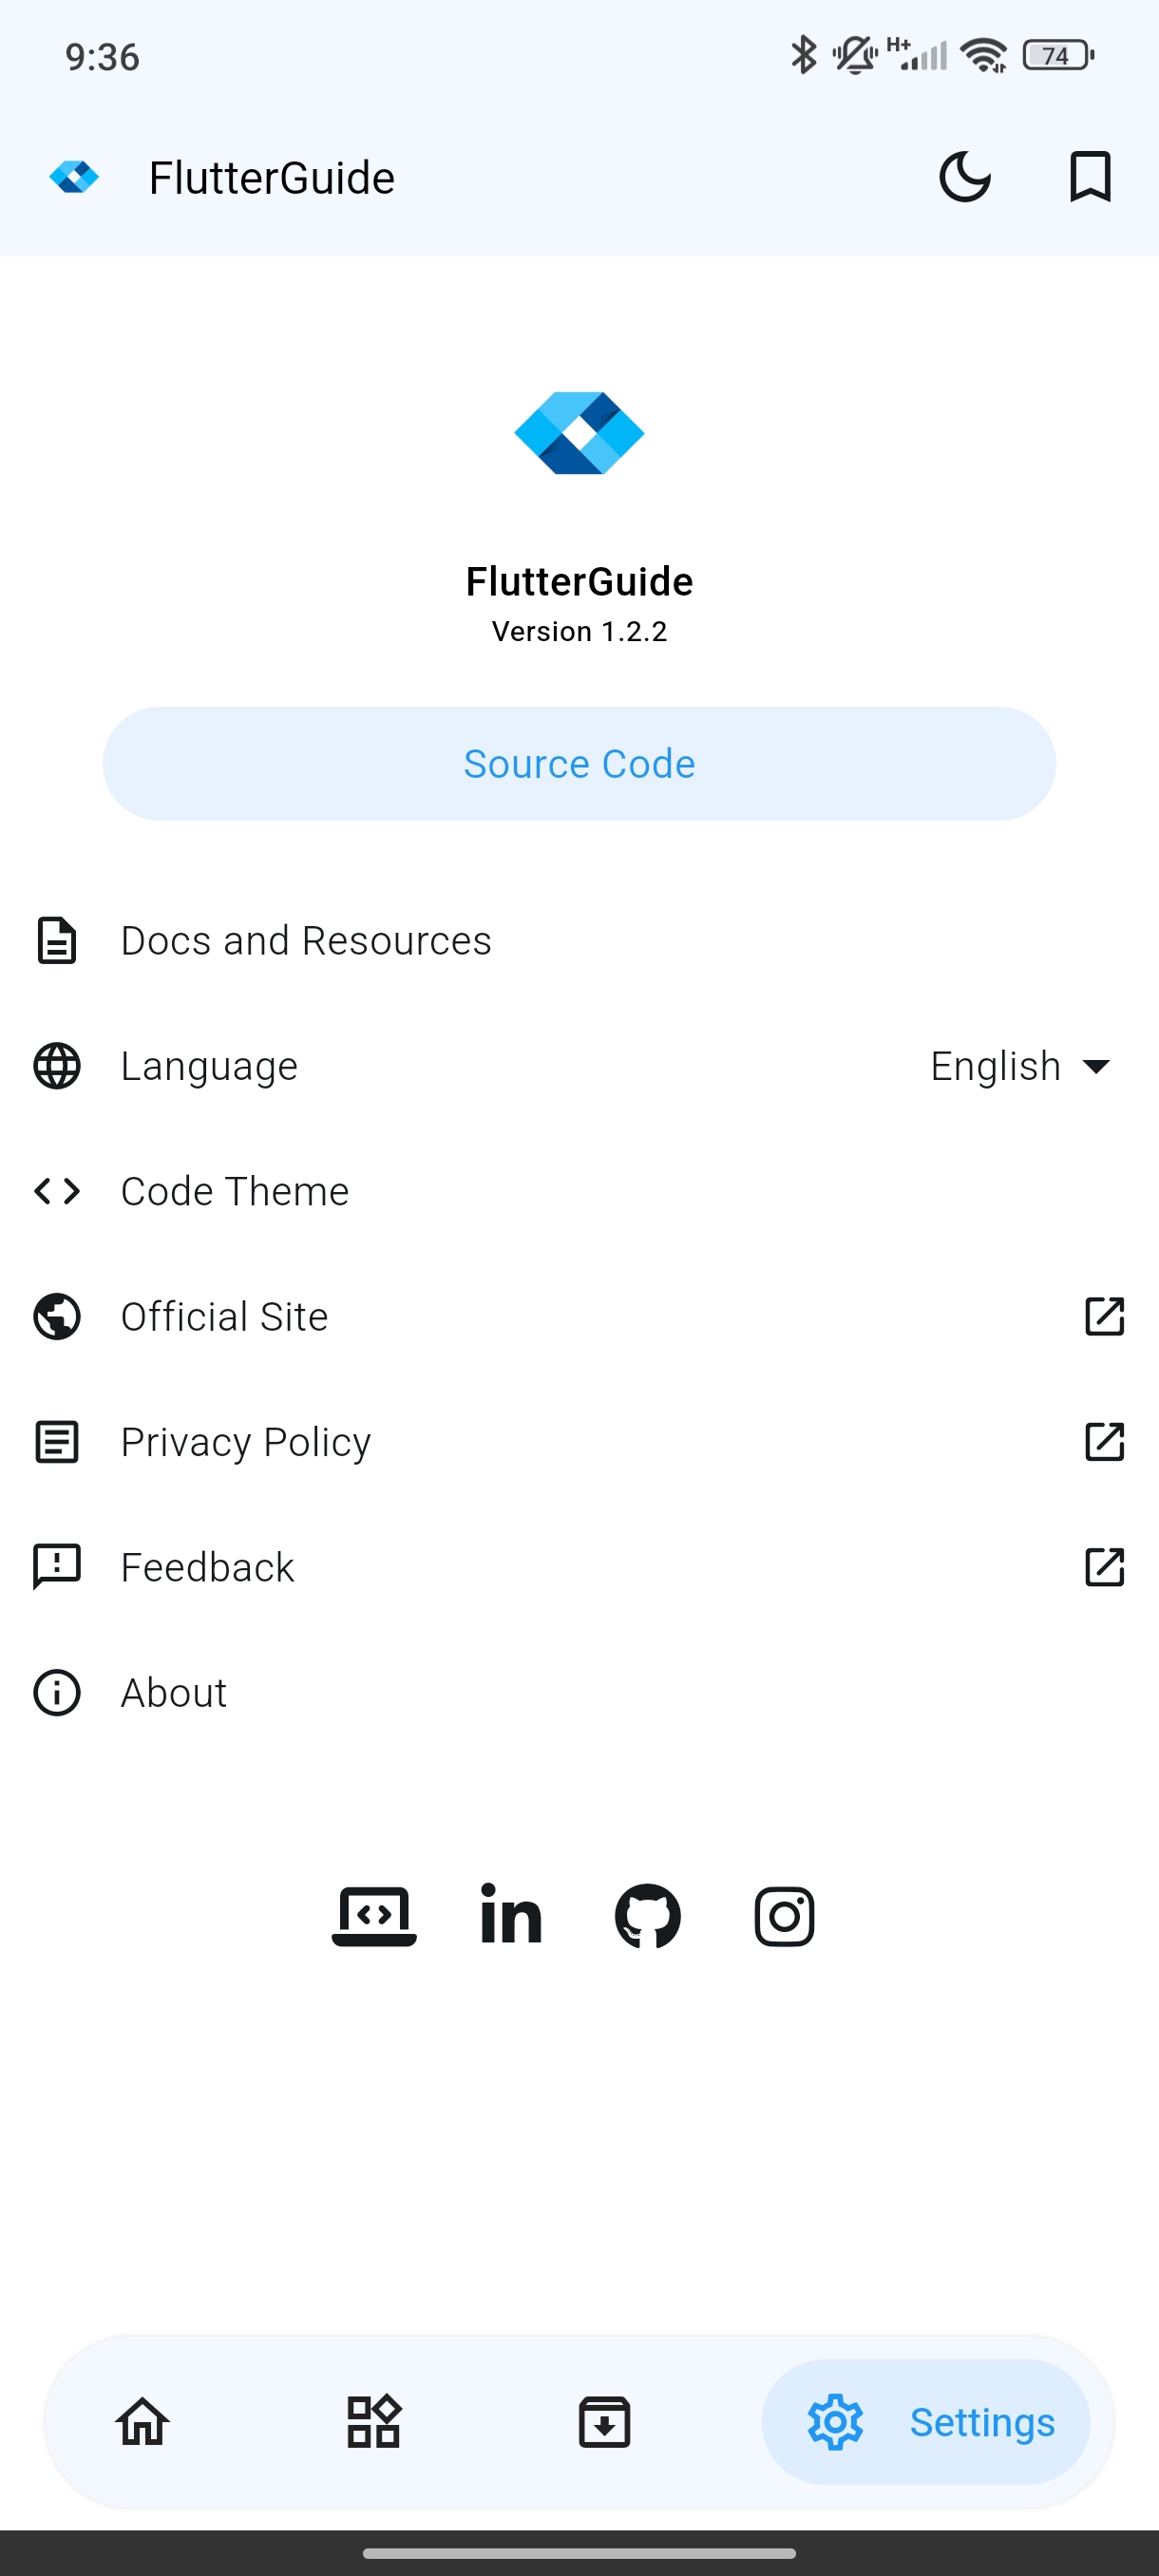 9:36
H+
74
FlutterGuide
FlutterGuide
Version 1.2.2
Source Code
Docs and Resources
Language
English
Code Theme
Official Site
Privacy Policy
Feedback
About
in
Settings